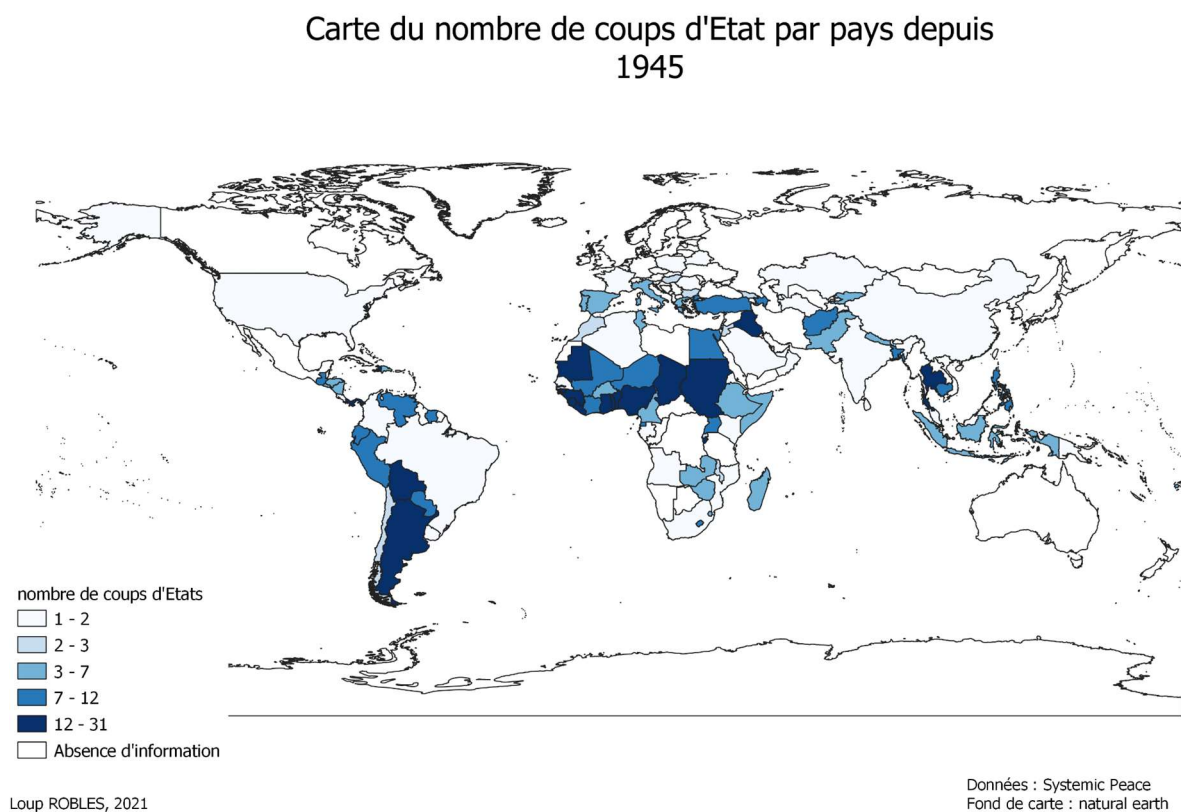 Carte du nombre de coups d'Etat par pays depuis
1945
nombre de coups d'Etats
1 - 2
2 - 3
3 - 7
7 - 12
12 - 31
Absence d'information
Loup ROBLES, 2021
Données : Systemic Peace
Fond de carte : natural earth